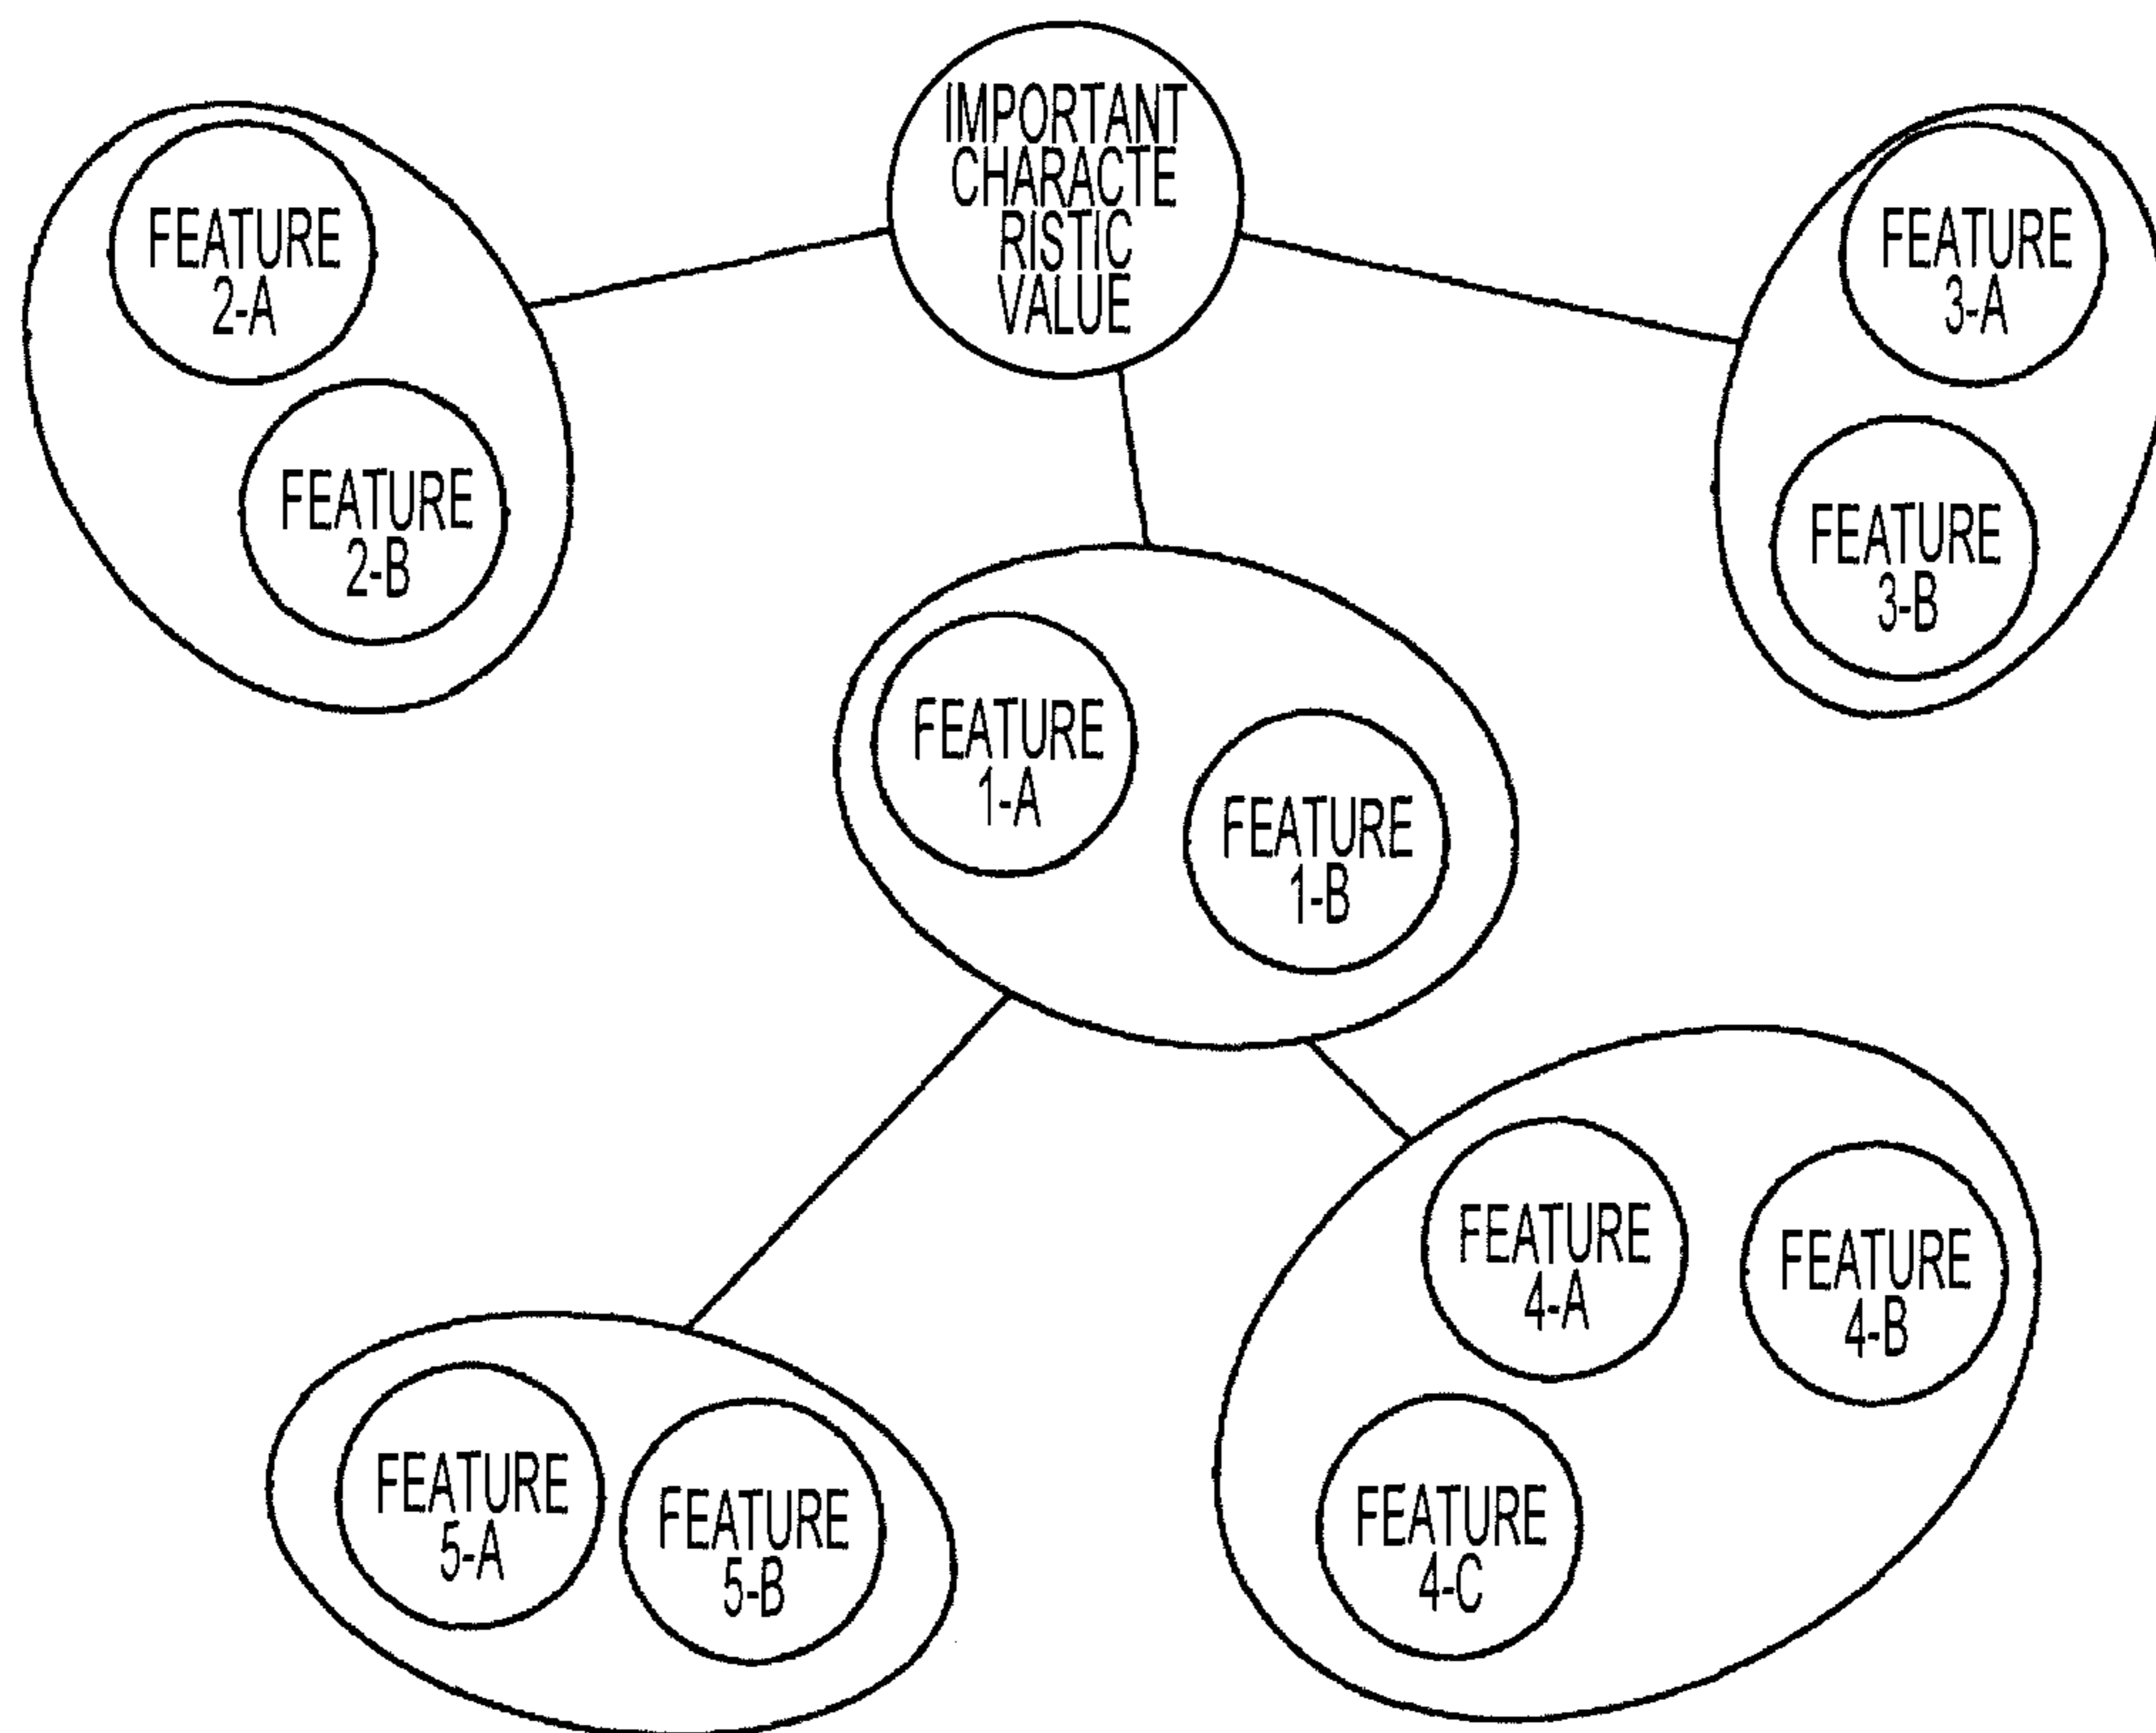 IMPORTANT
CHARACTE
RISTIC
VALUE
FEATURE
2-A
FEATURE
3-A
FEATURE
2-B
FEATURE
3-B
FEATURE
1-A
FEATURE
1-B
FEATURE
4-A
FEATURE
4-B
FEATURE
5-A
FEATURE
5-B
FEATURE
4-C